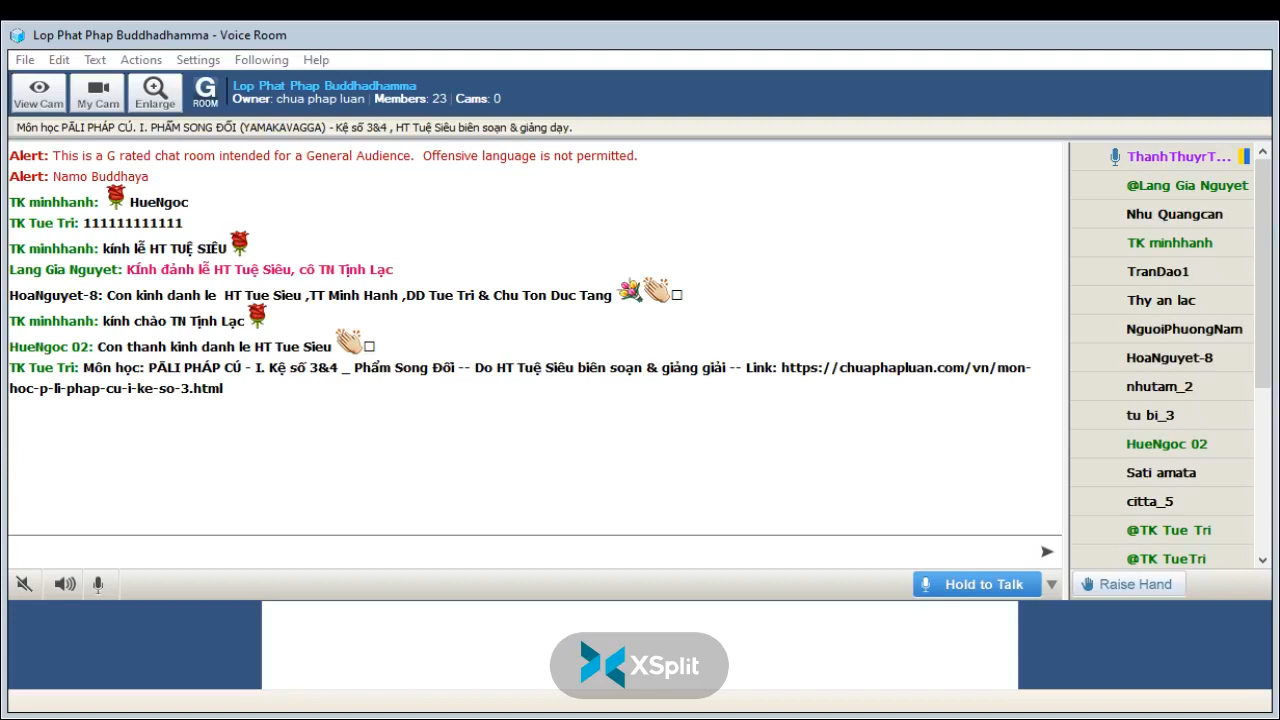 Lop Phat Phap Buddhadhamma - Voice Room
File Edit Text Actions Settings Following Help
View Cam My Cam Enlarge G ROOM
Lop Phat Phap Buddhadhamma
Owner: chua phap luan | Members: 23 | Cams: 0
Môn học PÃLI PHÁP CÚ. I. PHẨM SONG ĐỐI (YAMAKAVAGGA) - Kệ số 3&4 , HT Tuệ Siêu biên soạn & giảng dạy.
Alert: This is a G rated chat room intended for a General Audience. Offensive language is not permitted.
Alert: Namo Buddhaya
TK minhhanh: HueNgoc
TK Tue Tri: 111111111111
TK minhhanh: kính lễ HT TUỆ SIÊU
Lang Gia Nguyet: KÍnh đảnh lễ HT Tuệ Siêu, cô TN Tịnh Lạc
HoaNguyet-8: Con kinh danh le HT Tue Sieu ,TT Minh Hanh ,DD Tue Tri & Chu Ton Duc Tang
TK minhhanh: kính chào TN Tịnh Lạc
HueNgoc 02: Con thanh kinh danh le HT Tue Sieu
TK Tue Tri: Môn học: PÃLI PHÁP CÚ - I. Kệ số 3&4 _ Phẩm Song Đối -- Do HT Tuệ Siêu biên soạn & giảng giải -- Link: https://chuaphapluan.com/vn/mon-
hoc-p-li-phap-cu-i-ke-so-3.html
ThanhThuyrT...
@Lang Gia Nguyet
Nhu Quangcan
TK minhhanh
TranDao1
Thy an lac
NguoiPhuongNam
HoaNguyet-8
nhutam_2
tu bi_3
HueNgoc 02
Sati amata
citta_5
@TK Tue Tri
@TK TueTri
Hold to Talk
Raise Hand
XSplit